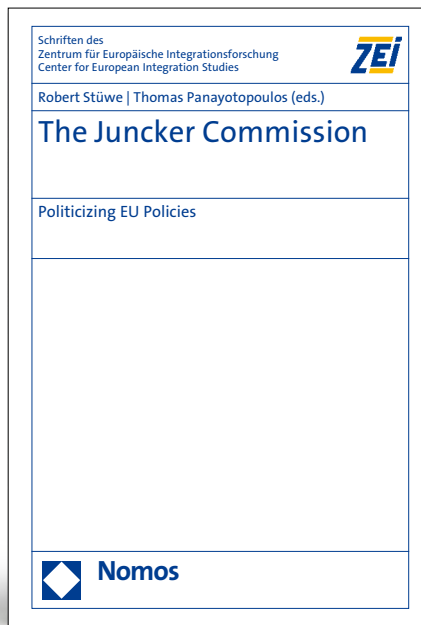 Schriften des
Zentrum für Europäische Integrationsforschung
Center for European Integration Studies
ZEI
Robert Stüwe | Thomas Panayotopoulos (eds.)
The Juncker Commission
Politicizing EU Policies
Nomos